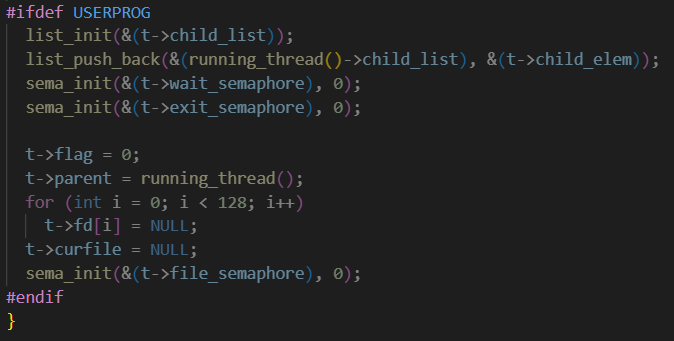 #ifdef USERPROG
  list_init(&(t->child_list));
  list_push_back(&(running_thread()->child_list), &(t->child_elem));
  sema_init(&(t->wait_semaphore), 0);
  sema_init(&(t->exit_semaphore), 0);

  t->flag = 0;
  t->parent = running_thread();
  for (int i = 0; i < 128; i++)
    t->fd[i] = NULL;
  t->curfile = NULL;
  sema_init(&(t->file_semaphore), 0);
#endif
}